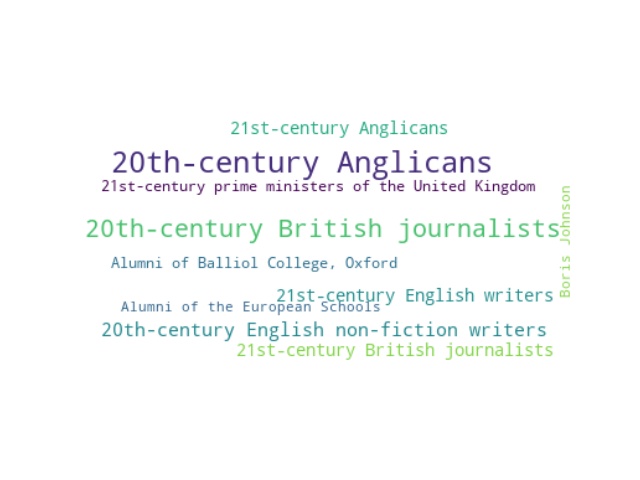 21st-century Anglicans
20th-century Anglicans
21st-century prime ministers of the United Kingdom
20th-century British journalists
Boris Johnson
Alumni of Balliol College, Oxford
21st-century English writers
Alumni of the European Schools
20th-century English non-fiction writers
21st-century British journalists